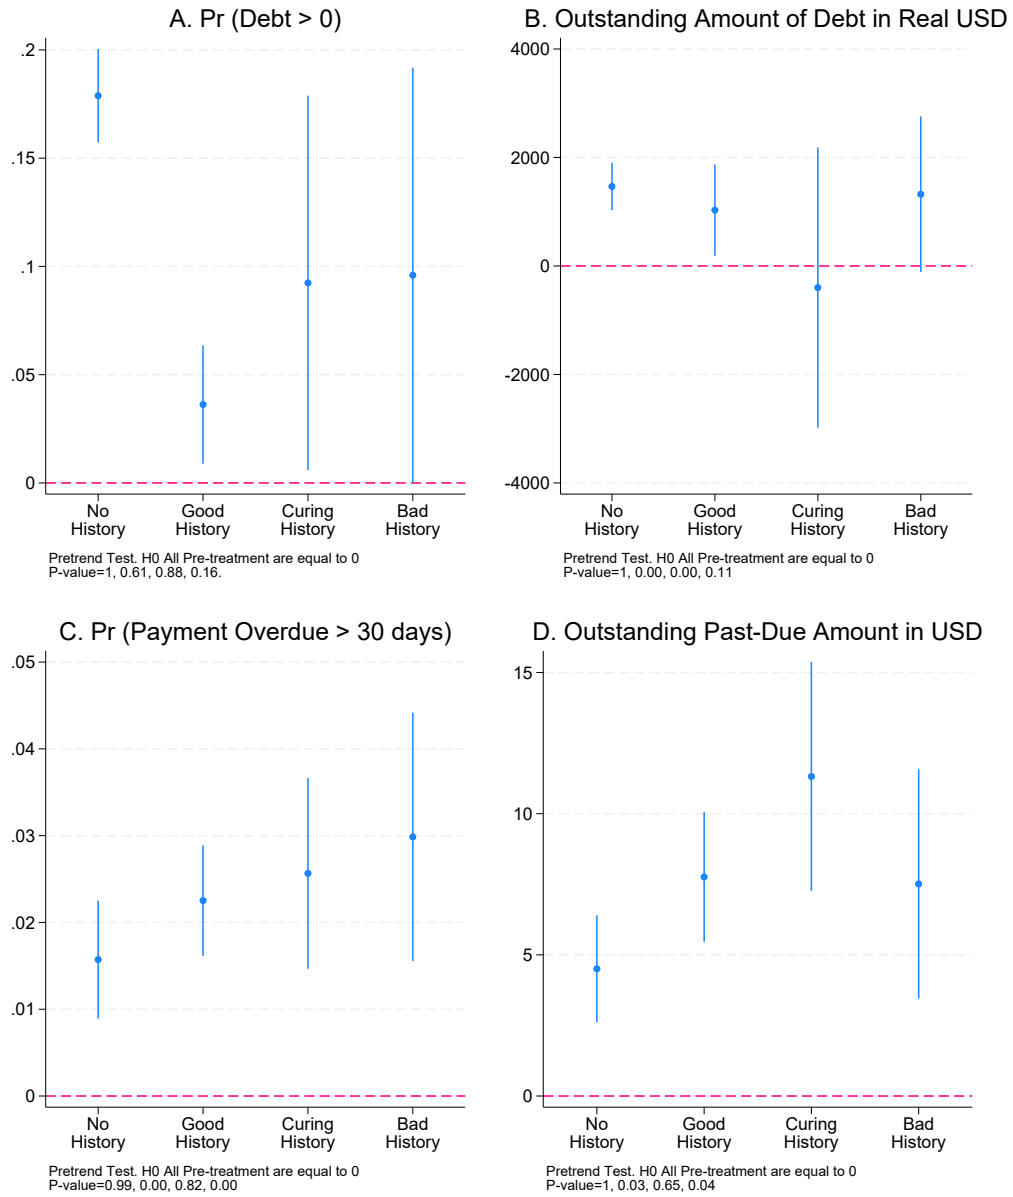 A. Pr (Debt > 0)
.2
.15
.1
.05
0
No History
Good History
Curing History
Bad History
Pretrend Test. H0 All Pre-treatment are equal to 0
P-value=1, 0.61, 0.88, 0.16.
B. Outstanding Amount of Debt in Real USD
4000
2000
0
-2000
-4000
No History
Good History
Curing History
Bad History
Pretrend Test. H0 All Pre-treatment are equal to 0
P-value=1, 0.00, 0.00, 0.11
C. Pr (Payment Overdue > 30 days)
.05
.04
.03
.02
.01
0
No History
Good History
Curing History
Bad History
Pretrend Test. H0 All Pre-treatment are equal to 0
P-value=0.99, 0.00, 0.82, 0.00
D. Outstanding Past-Due Amount in USD
15
10
5
0
No History
Good History
Curing History
Bad History
Pretrend Test. H0 All Pre-treatment are equal to 0
P-value=1, 0.03, 0.65, 0.04